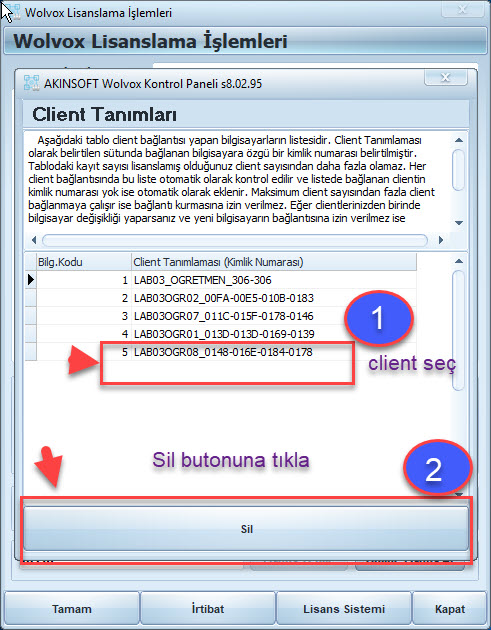 Wolvox Lisanslama İşlemleri
Wolvox Lisanslama İşlemleri
AKINSOFT Wolvox Kontrol Paneli s8.02.95
Client Tanımları
Aşağıdaki tablo client bağlantısı yapan bilgisayarların listesidir. Client Tanımlaması
olarak belirtilen sütunda bağlanan bilgisayara özgü bir kimlik numarası belirtilmiştir.
Tablodaki kayıt sayısı lisanslamış olduğunuz client sayısından daha fazla olamaz. Her
client bağlantısında bu liste otomatik olarak kontrol edilir ve listede bağlanan clientin
kimlik numarası yok ise otomatik olarak eklenir. Maksimum client sayısından fazla client
bağlanmaya çalışır ise bağlantı kurmasına izin verilmez. Eğer clientlerinizden birinde
bilgisayar değişikliği yaparsanız ve yeni bilgisayarın bağlantısına izin verilmez ise
Bilg.Kodu Client Tanımlaması (Kimlik Numarası)
1 LAB03_OGRETMEN_306-306
2 LAB03OGR02_00FA-00E5-010B-0183
3 LAB03OGR07_011C-015F-0178-0146
4 LAB03OGR01_013D-013D-0169-0139
5 LAB03OGR08_0148-016E-0184-0178
1
client seç
Sil butonuna tıkla
2
Sil
Tamam İrtibat Lisans Sistemi Kapat